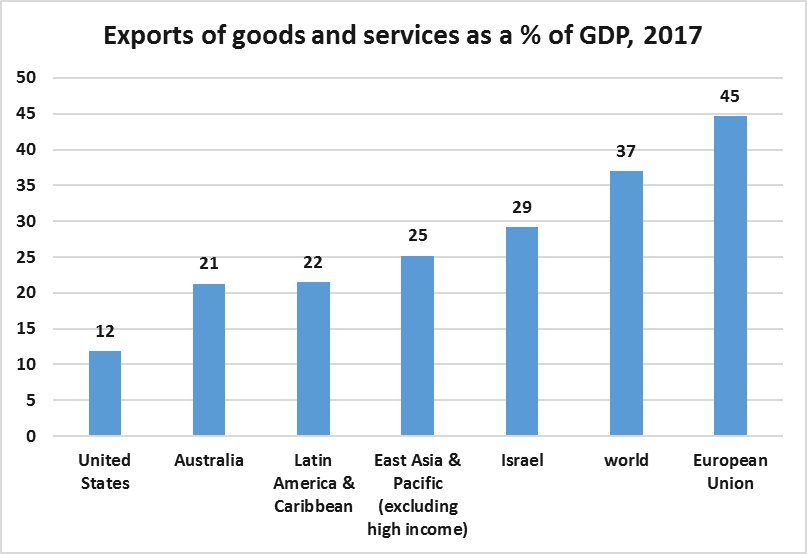 Exports of goods and services as a % of GDP, 2017
50
45
40
35
30
25
20
15
10
5
0
12
21
22
25
29
37
45
United
States
Australia
Latin
America &
Caribbean
East Asia &
Pacific
(excluding
high income)
Israel
world
European
Union